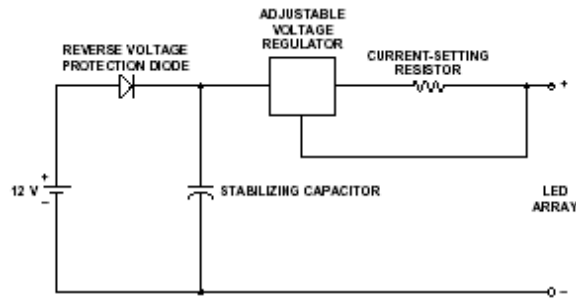 ADJUSTABLE
VOLTAGE
REGULATOR
REVERSE VOLTAGE
PROTECTION DIODE
CURRENT-SETTING
RESISTOR
+
+
12 V
–
STABILIZING CAPACITOR
LED
ARRAY
–